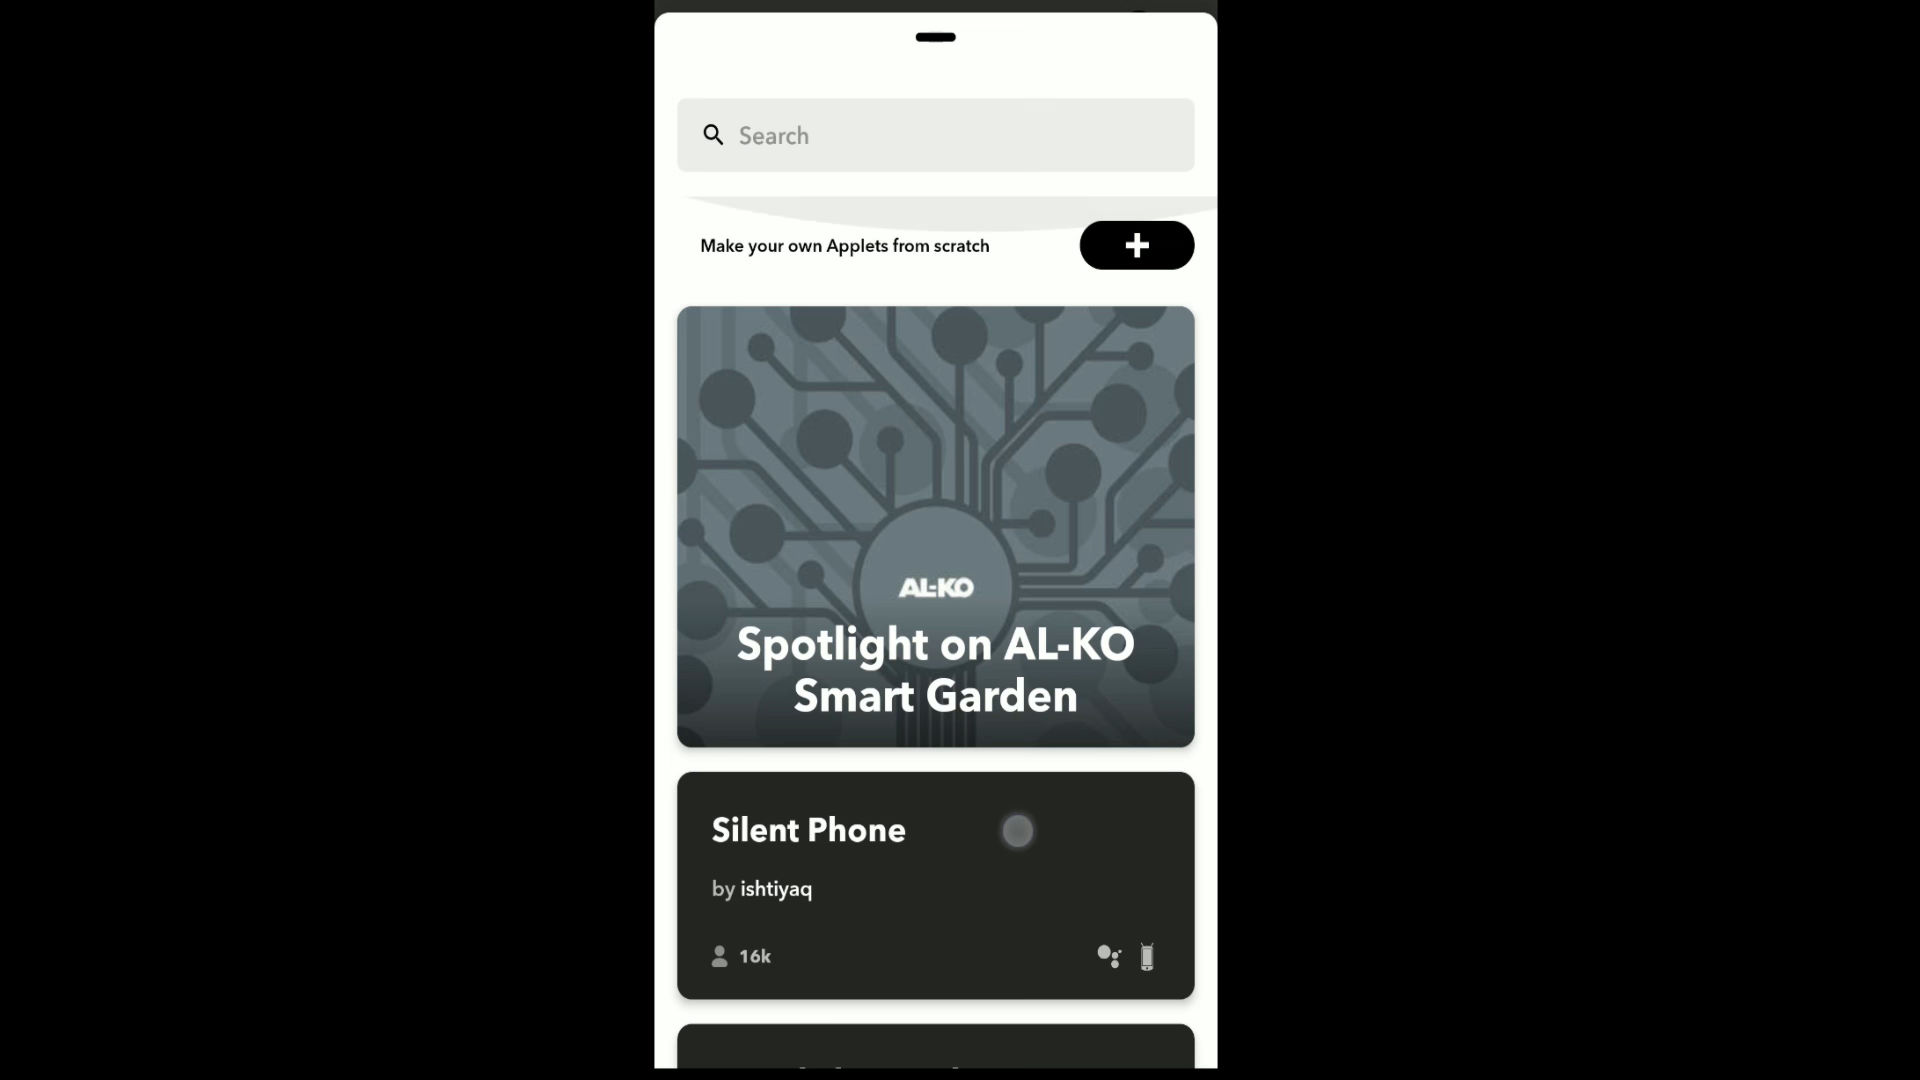 Search
Make your own Applets from scratch
AL-KO
Spotlight on AL-KO
Smart Garden
Silent Phone
by ishtiyaq
16k